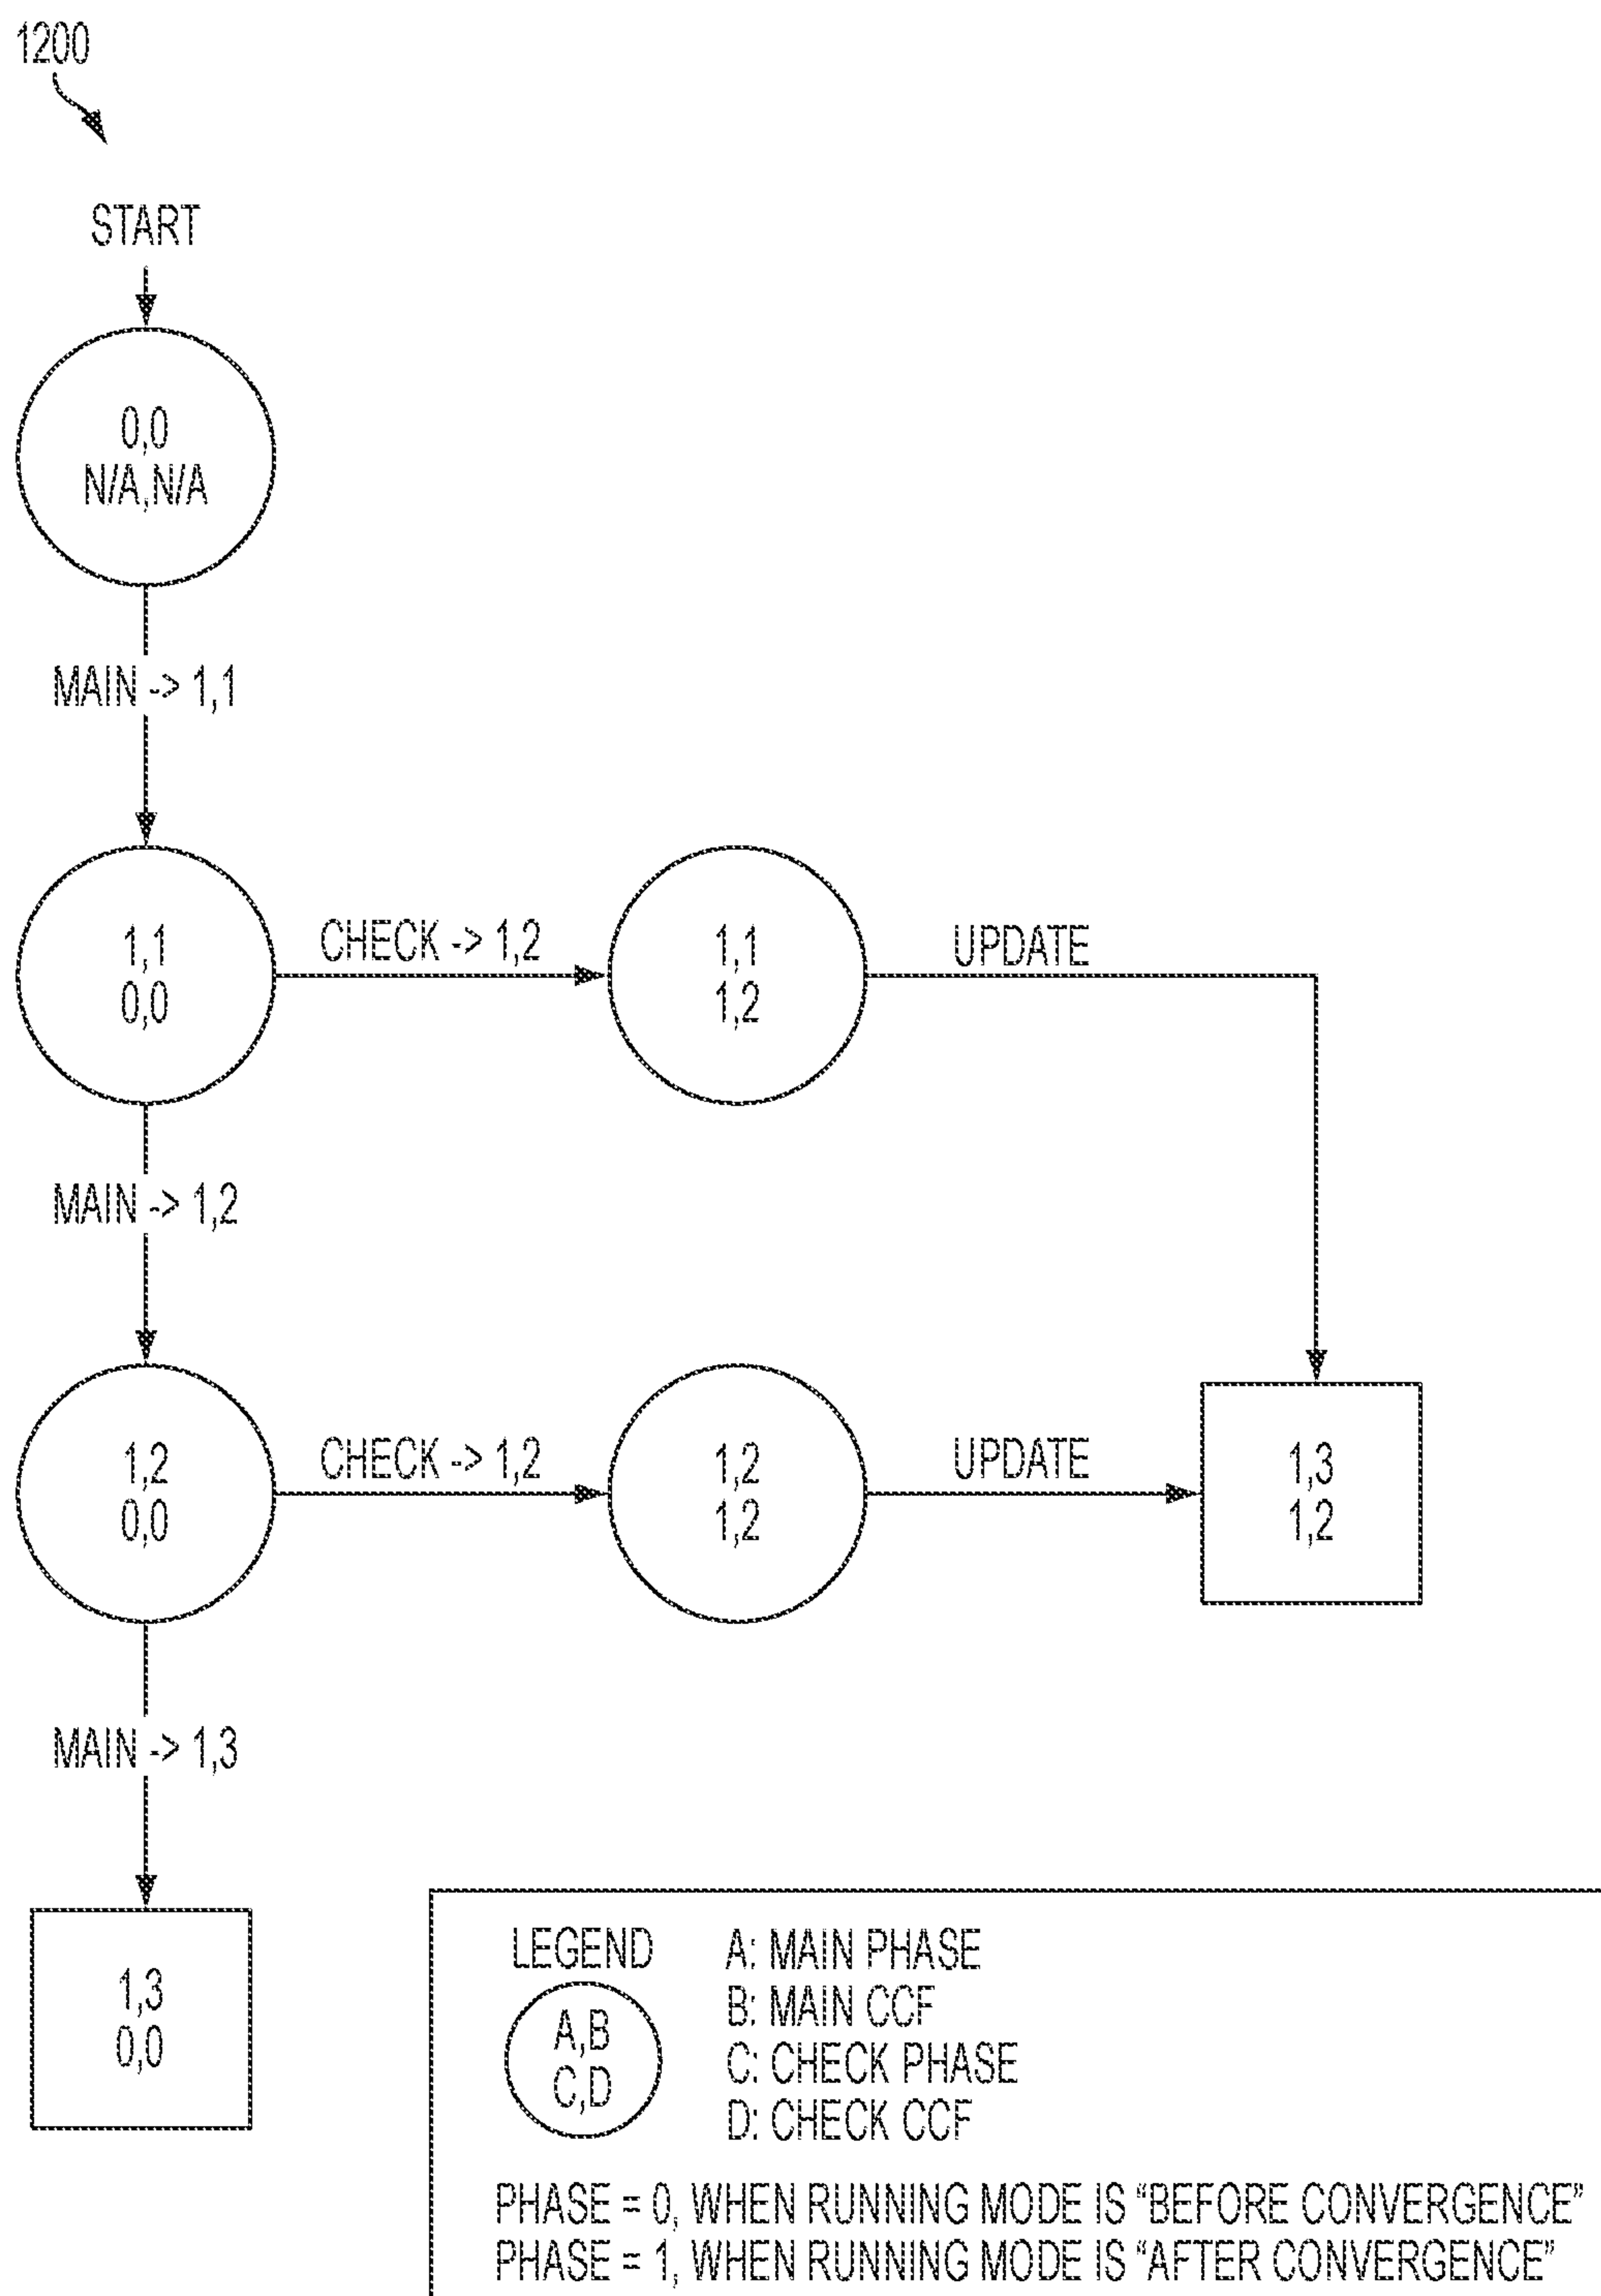 1200
START
0,0
N/A,N/A
MAIN -> 1,1
1,1
0,0
CHECK -> 1,2
1,1
1,2
UPDATE
MAIN -> 1,2
1,2
0,0
CHECK -> 1,2
1,2
1,2
UPDATE
1,3
1,2
MAIN -> 1,3
1,3
0,0
LEGEND
A,B
C,D
A: MAIN PHASE
B: MAIN CCF
C: CHECK PHASE
D: CHECK CCF
PHASE = 0, WHEN RUNNING MODE IS “BEFORE CONVERGENCE”
PHASE = 1, WHEN RUNNING MODE IS “AFTER CONVERGENCE”